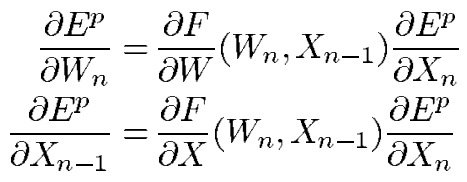 ∂E^p/∂W_n = ∂F/∂W (W_n, X_{n−1}) ∂E^p/∂X_n
∂E^p/∂X_{n−1} = ∂F/∂X (W_n, X_{n−1}) ∂E^p/∂X_n